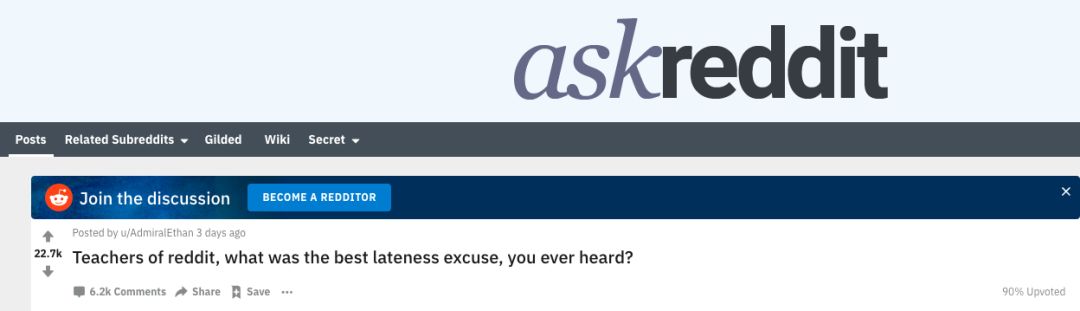 askreddit
Posts Related Subreddits Gilded Wiki Secret
Join the discussion BECOME A REDDITOR
Posted by u/AdmiralEthan 3 days ago
22.7k Teachers of reddit, what was the best lateness excuse, you ever heard?
6.2k Comments Share Save ... 90% Upvoted